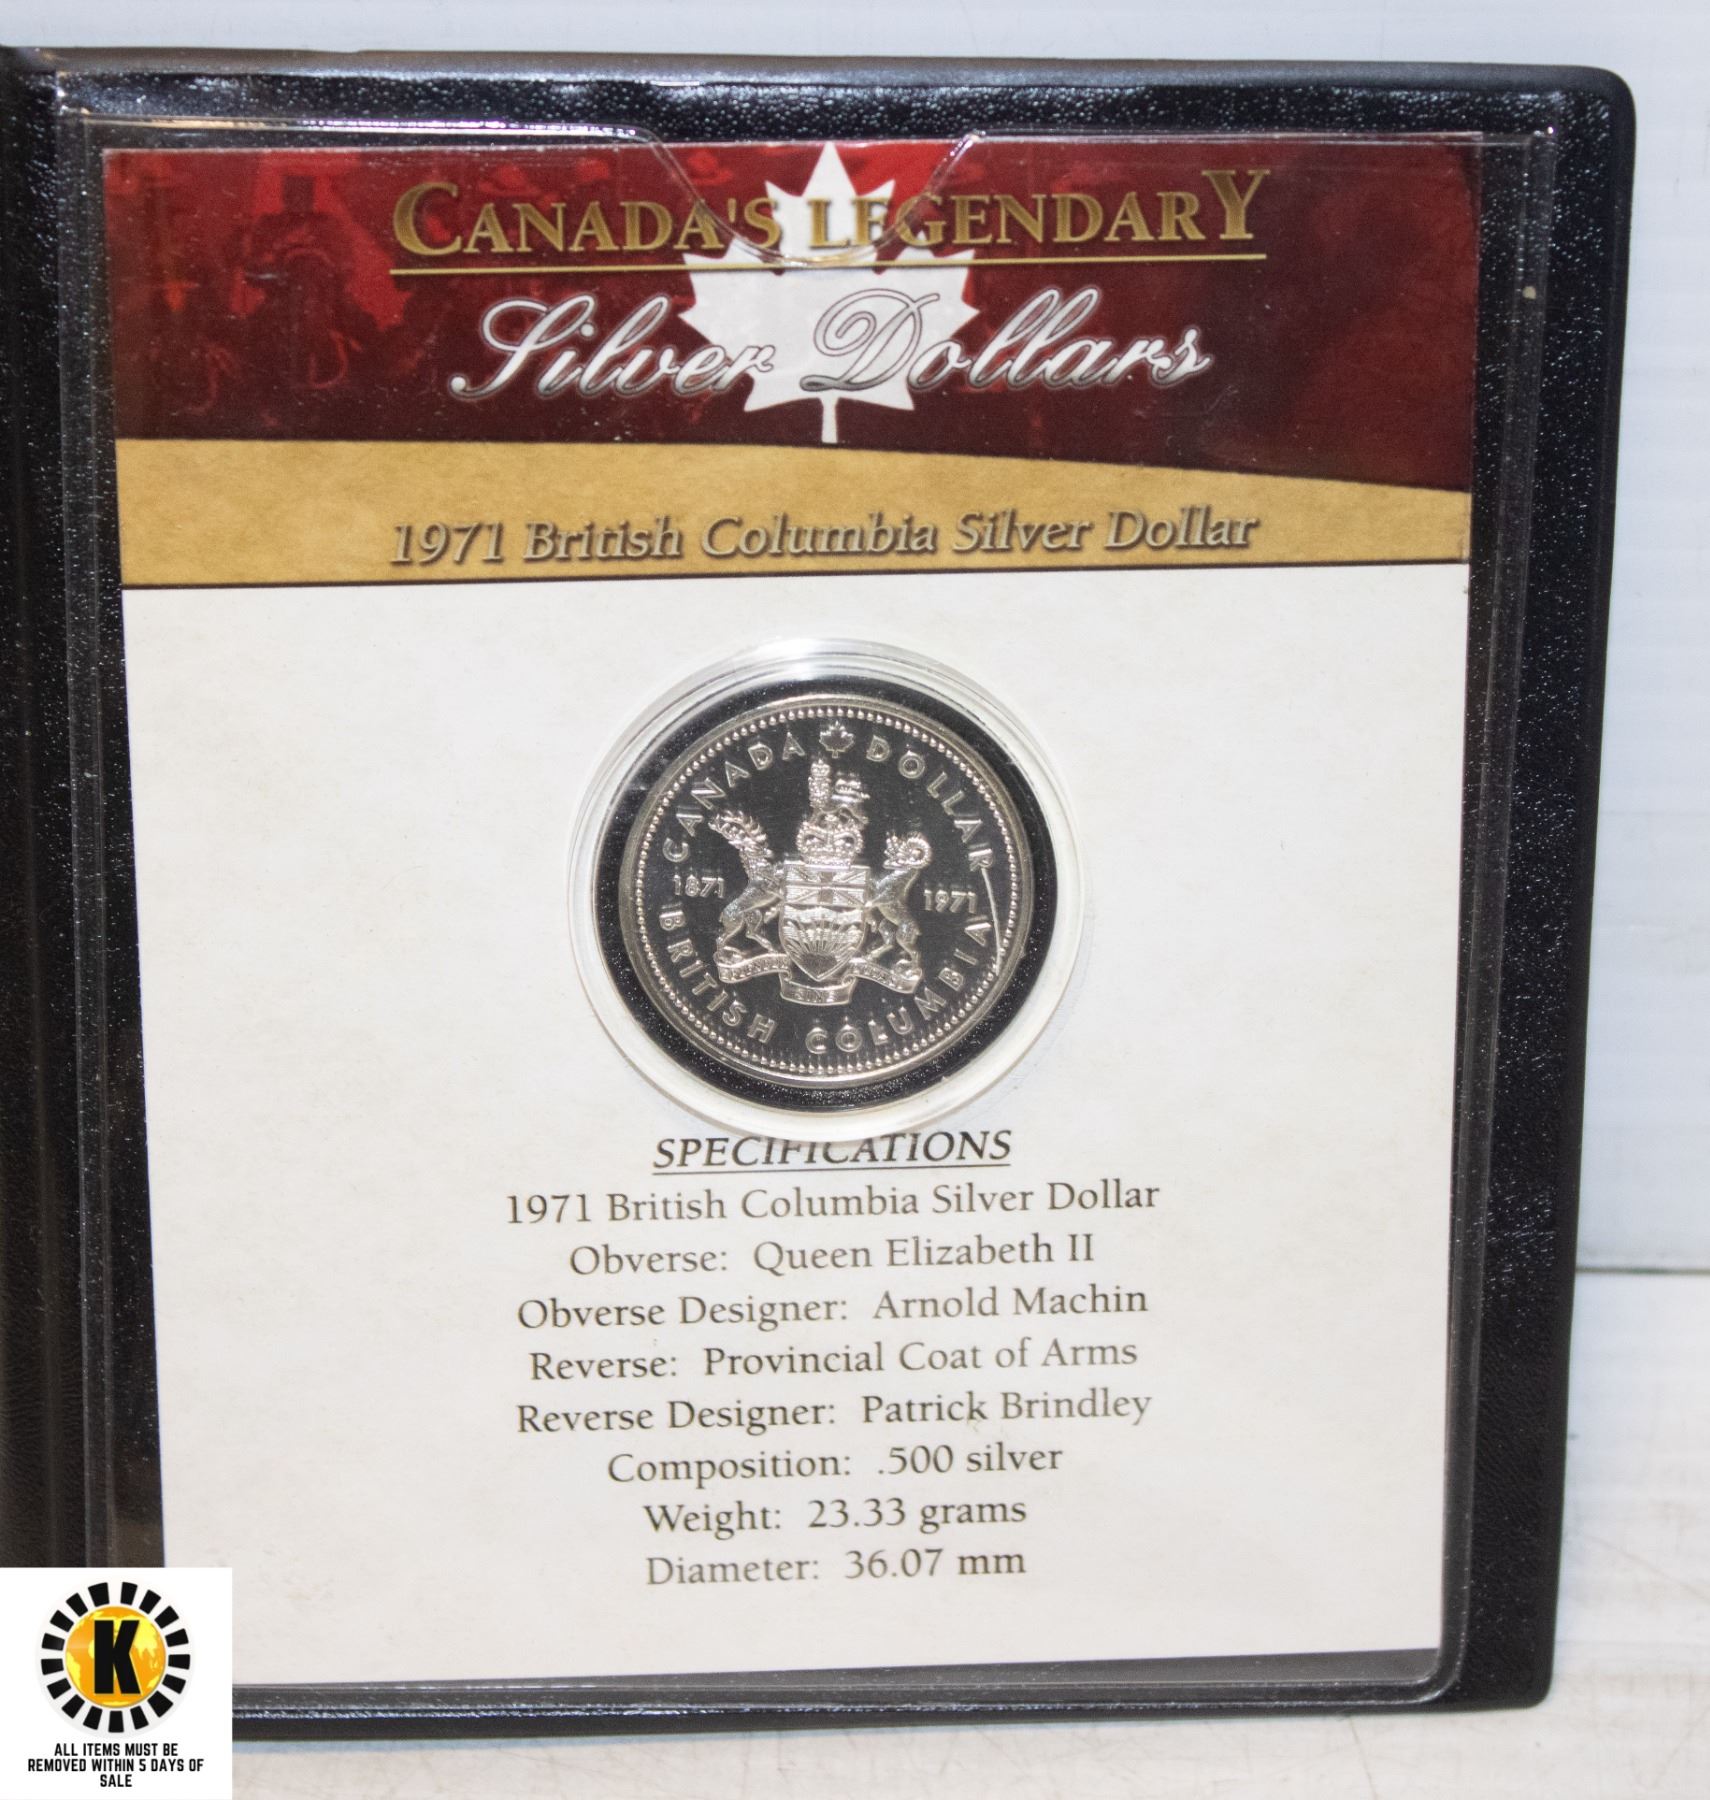 CANADA'S LEGENDARY
Silver Dollars
1971 British Columbia Silver Dollar
CANADA DOLLAR
1871 1971
BRITISH COLUMBIA
SPECIFICATIONS
1971 British Columbia Silver Dollar
Obverse: Queen Elizabeth II
Obverse Designer: Arnold Machin
Reverse: Provincial Coat of Arms
Reverse Designer: Patrick Brindley
Composition: .500 silver
Weight: 23.33 grams
Diameter: 36.07 mm
K
ALL ITEMS MUST BE
REMOVED WITHIN 5 DAYS OF
SALE